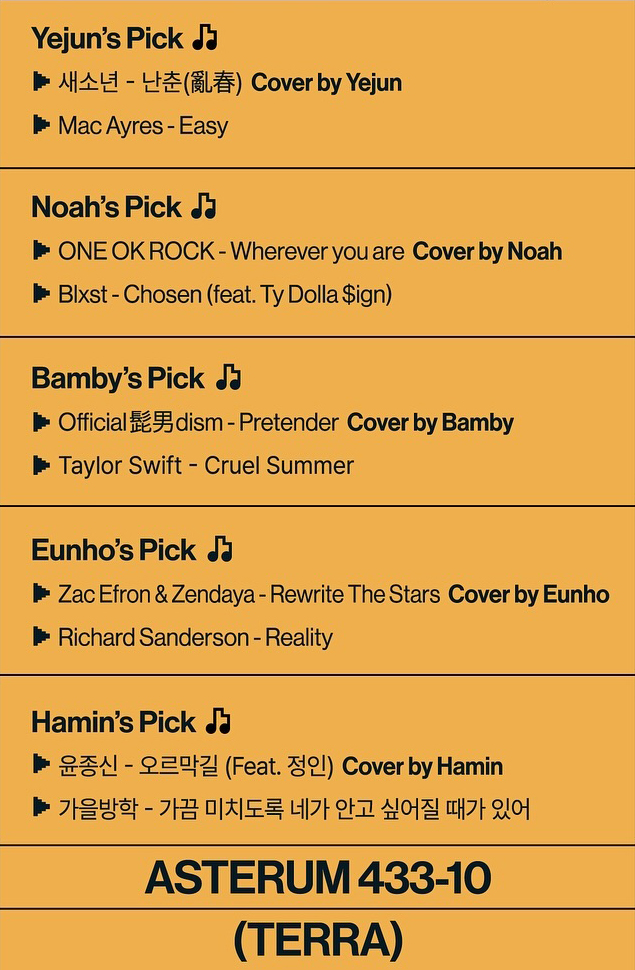 Yejun's Pick
새소년 - 난춘(亂春) Cover by Yejun
Mac Ayres - Easy
Noah's Pick
ONE OK ROCK - Wherever you are Cover by Noah
Blxst - Chosen (feat. Ty Dolla $ign)
Bamby's Pick
Official髭男dism - Pretender Cover by Bamby
Taylor Swift - Cruel Summer
Eunho's Pick
Zac Efron & Zendaya - Rewrite The Stars Cover by Eunho
Richard Sanderson - Reality
Hamin's Pick
윤종신 - 오르막길 (Feat. 정인) Cover by Hamin
가을방학 - 가끔 미치도록 네가 안고 싶어질 때가 있어
ASTERUM 433-10
(TERRA)